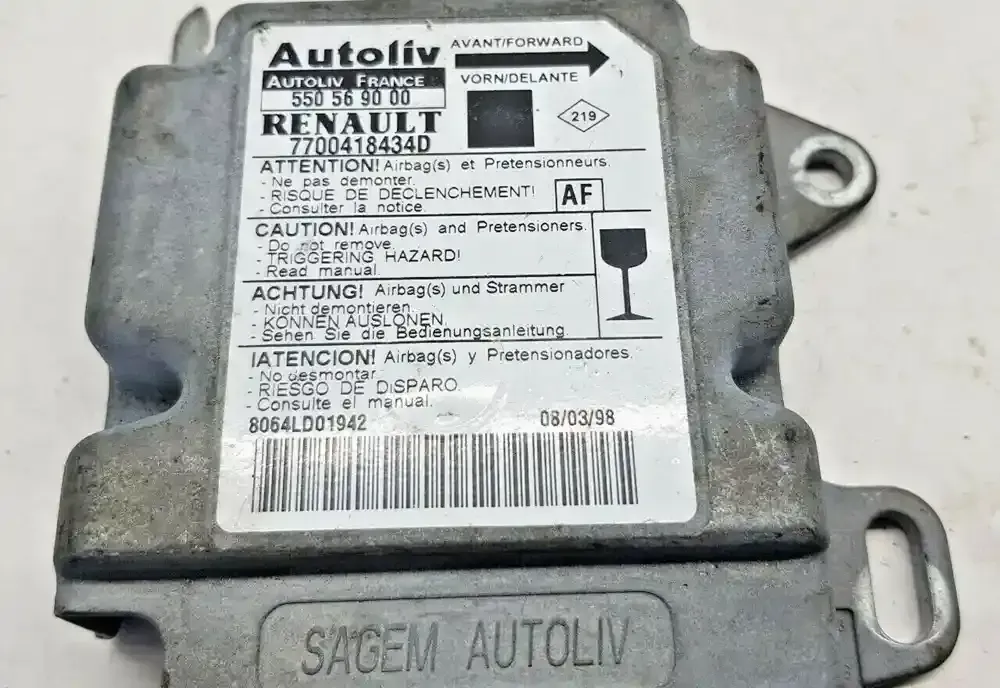 Autoliv
AVANT/FORWARD
VORN/DELANTE
AUTOLIV FRANCE
550 56 90 00
219
RENAULT
7700418434D
ATTENTION! Airbag(s) et Pretensionneurs.
- Ne pas demonter.
- RISQUE DE DECLENCHEMENT!
- Consulter la notice.
AF
CAUTION! Airbag(s) and Pretensioners.
- Do not remove.
- TRIGGERING HAZARD!
- Read manual.
ACHTUNG! Airbag(s) und Strammer
- Nicht demontieren.
- KONNEN AUSLONEN.
- Sehen Sie die Bedienungsanleitung.
!ATENCION! Airbag(s) y Pretensionadores.
- No desmontar
- RIESGO DE DISPARO.
- Consulte el manual.
8064LD01942
08/03/98
SAGEM AUTOLIV